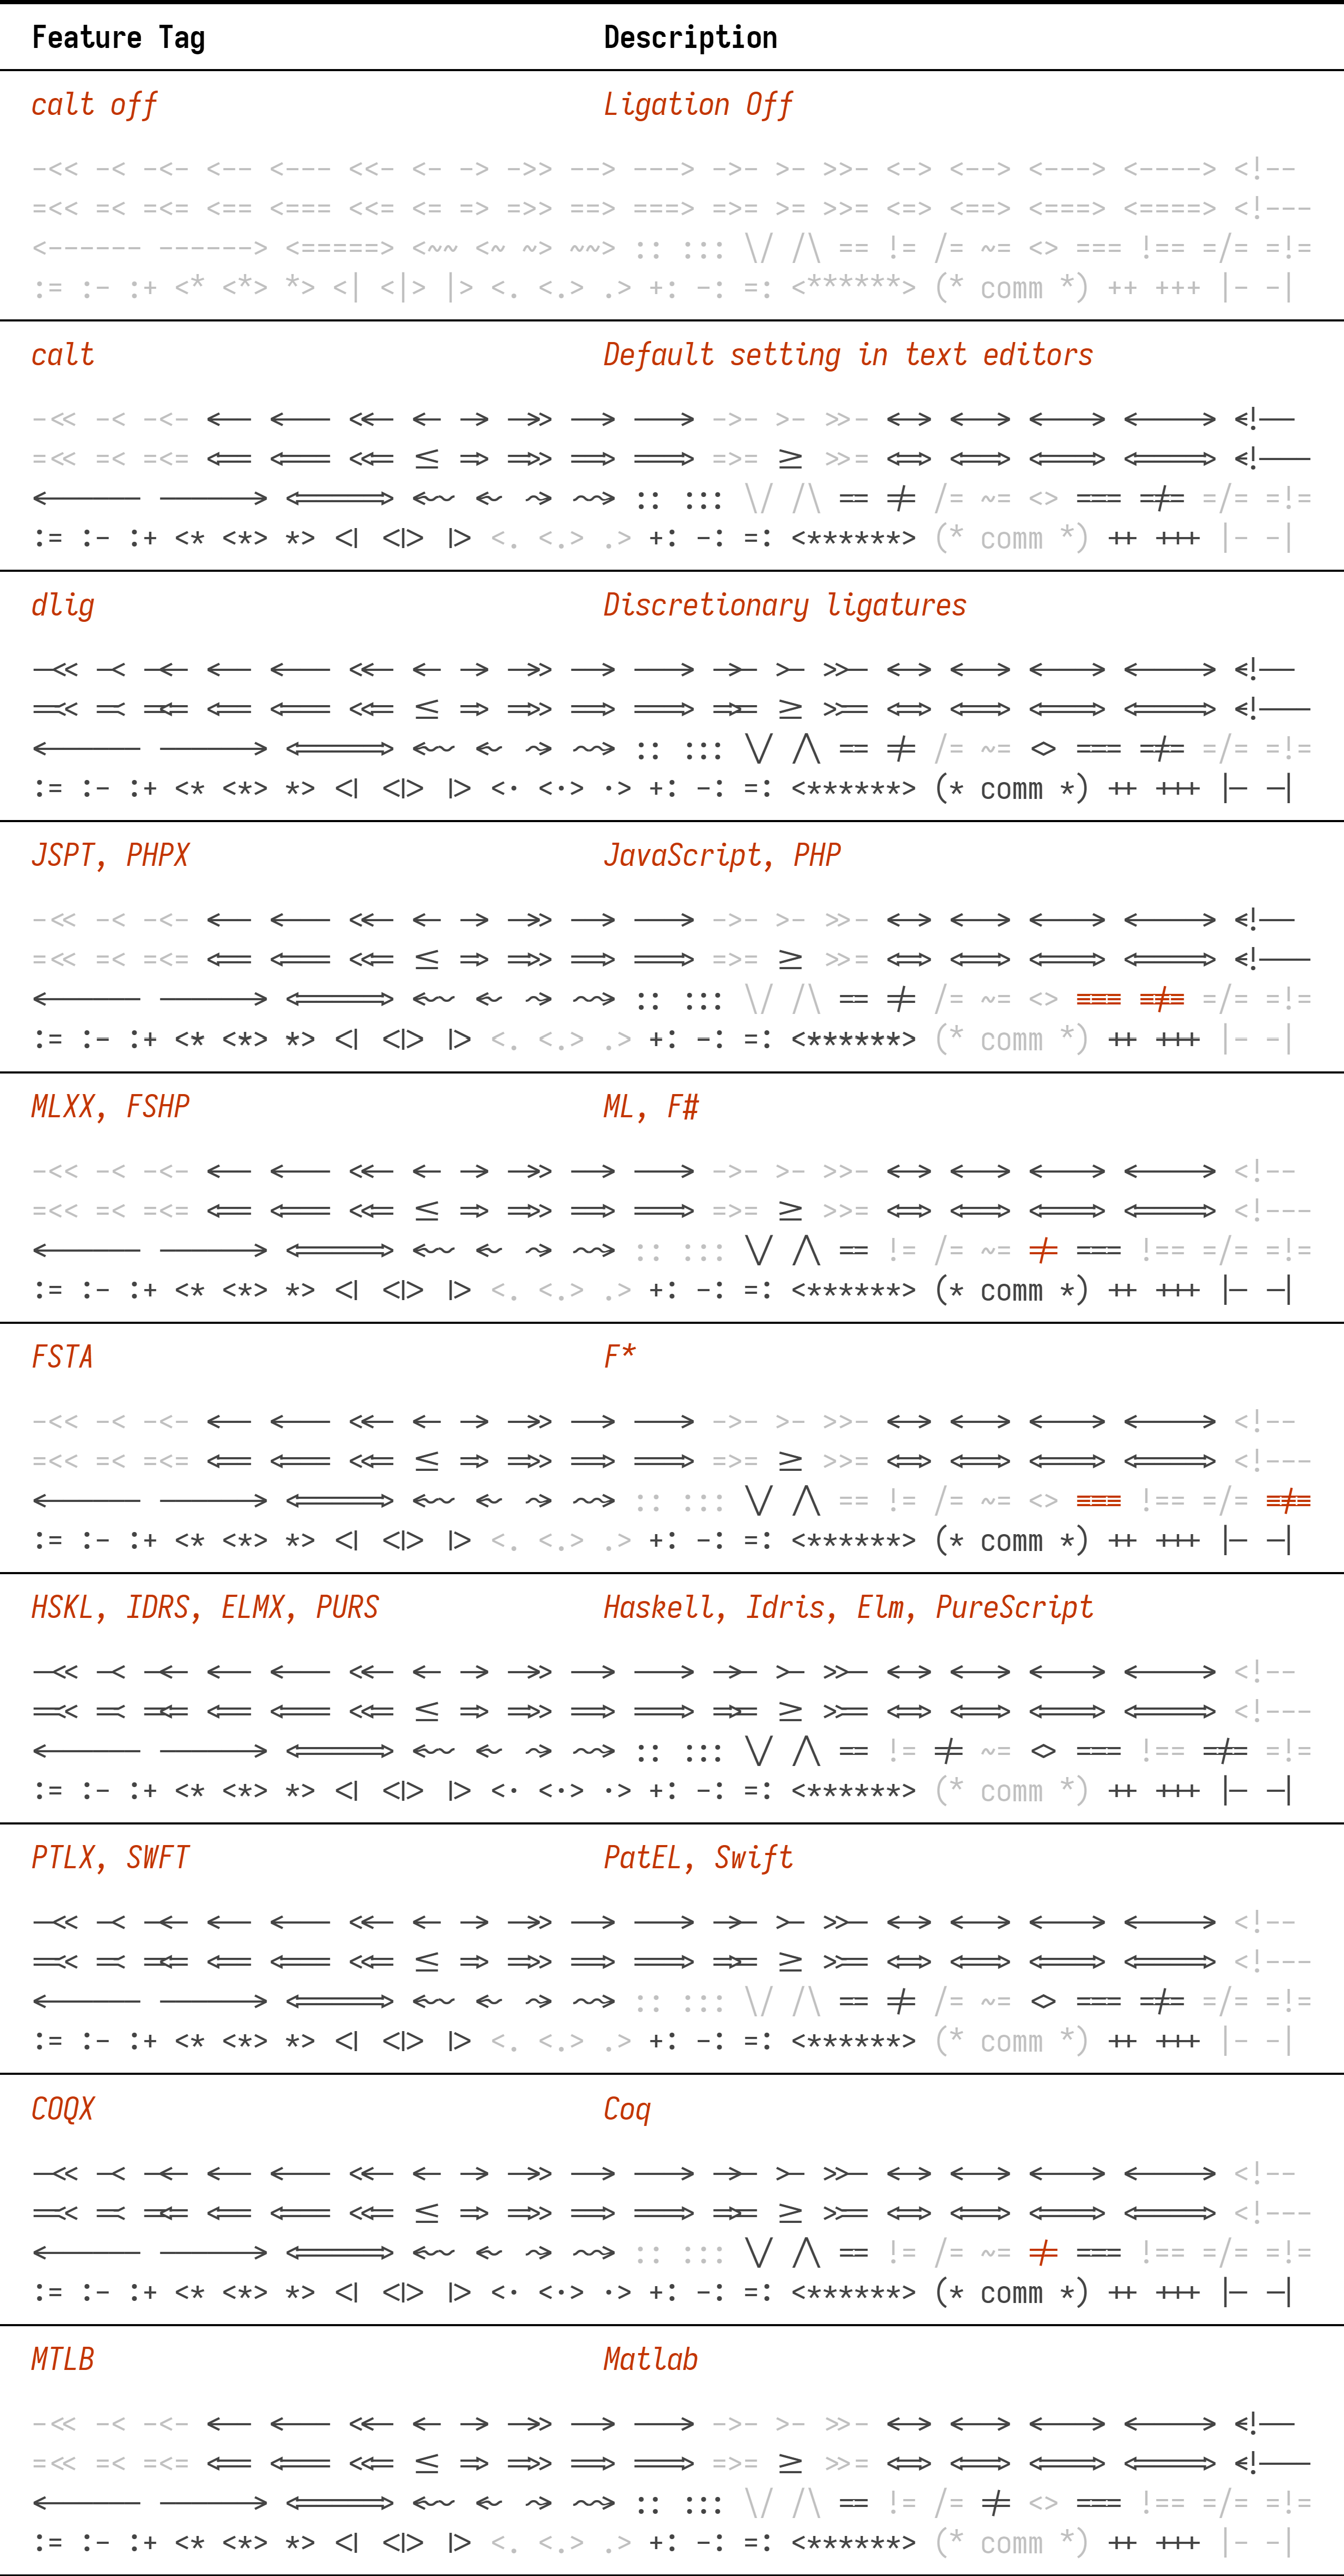 Feature Tag Description
calt off Ligation Off
-<< -< -<- <-- <--- <<- <- -> ->> --> ---> ->- >- >>- <-> <--> <---> <----> <!--
=<< =< =<= <== <=== <<= <= => =>> ==> ===> =>= >= >>= <=> <==> <===> <====> <!---
<------ ------> <=====> <~~ <~ ~> ~~> :: ::: \/ /\ == != /= ~= <> === !== =/= =!=
:= :- :+ <* <*> *> <| <|> |> <. <.> .> +: -: =: <******> (* comm *) ++ +++ |- -|
calt Default setting in text editors
-<< -< -<- <-- <--- <<- <- -> ->> --> ---> ->- >- >>- <-> <--> <---> <----> <!--
=<< =< =<= <== <=== <<= <= => =>> ==> ===> =>= >= >>= <=> <==> <===> <====> <!---
<------ ------> <=====> <~~ <~ ~> ~~> :: ::: \/ /\ == != /= ~= <> === !== =/= =!=
:= :- :+ <* <*> *> <| <|> |> <. <.> .> +: -: =: <******> (* comm *) ++ +++ |- -|
dlig Discretionary ligatures
-<< -< -<- <-- <--- <<- <- -> ->> --> ---> ->- >- >>- <-> <--> <---> <----> <!--
=<< =< =<= <== <=== <<= <= => =>> ==> ===> =>= >= >>= <=> <==> <===> <====> <!---
<------ ------> <=====> <~~ <~ ~> ~~> :: ::: \/ /\ == != /= ~= <> === !== =/= =!=
:= :- :+ <* <*> *> <| <|> |> <. <.> .> +: -: =: <******> (* comm *) ++ +++ |- -|
JSPT, PHPX JavaScript, PHP
-<< -< -<- <-- <--- <<- <- -> ->> --> ---> ->- >- >>- <-> <--> <---> <----> <!--
=<< =< =<= <== <=== <<= <= => =>> ==> ===> =>= >= >>= <=> <==> <===> <====> <!---
<------ ------> <=====> <~~ <~ ~> ~~> :: ::: \/ /\ == != /= ~= <> === !== =/= =!=
:= :- :+ <* <*> *> <| <|> |> <. <.> .> +: -: =: <******> (* comm *) ++ +++ |- -|
MLXX, FSHP ML, F#
-<< -< -<- <-- <--- <<- <- -> ->> --> ---> ->- >- >>- <-> <--> <---> <----> <!--
=<< =< =<= <== <=== <<= <= => =>> ==> ===> =>= >= >>= <=> <==> <===> <====> <!---
<------ ------> <=====> <~~ <~ ~> ~~> :: ::: \/ /\ == != /= ~= <> === !== =/= =!=
:= :- :+ <* <*> *> <| <|> |> <. <.> .> +: -: =: <******> (* comm *) ++ +++ |- -|
FSTA F*
-<< -< -<- <-- <--- <<- <- -> ->> --> ---> ->- >- >>- <-> <--> <---> <----> <!--
=<< =< =<= <== <=== <<= <= => =>> ==> ===> =>= >= >>= <=> <==> <===> <====> <!---
<------ ------> <=====> <~~ <~ ~> ~~> :: ::: \/ /\ == != /= ~= <> === !== =/= =!=
:= :- :+ <* <*> *> <| <|> |> <. <.> .> +: -: =: <******> (* comm *) ++ +++ |- -|
HSKL, IDRS, ELMX, PURS Haskell, Idris, Elm, PureScript
-<< -< -<- <-- <--- <<- <- -> ->> --> ---> ->- >- >>- <-> <--> <---> <----> <!--
=<< =< =<= <== <=== <<= <= => =>> ==> ===> =>= >= >>= <=> <==> <===> <====> <!---
<------ ------> <=====> <~~ <~ ~> ~~> :: ::: \/ /\ == != /= ~= <> === !== =/= =!=
:= :- :+ <* <*> *> <| <|> |> <. <.> .> +: -: =: <******> (* comm *) ++ +++ |- -|
PTLX, SWFT PatEL, Swift
-<< -< -<- <-- <--- <<- <- -> ->> --> ---> ->- >- >>- <-> <--> <---> <----> <!--
=<< =< =<= <== <=== <<= <= => =>> ==> ===> =>= >= >>= <=> <==> <===> <====> <!---
<------ ------> <=====> <~~ <~ ~> ~~> :: ::: \/ /\ == != /= ~= <> === !== =/= =!=
:= :- :+ <* <*> *> <| <|> |> <. <.> .> +: -: =: <******> (* comm *) ++ +++ |- -|
COQX Coq
-<< -< -<- <-- <--- <<- <- -> ->> --> ---> ->- >- >>- <-> <--> <---> <----> <!--
=<< =< =<= <== <=== <<= <= => =>> ==> ===> =>= >= >>= <=> <==> <===> <====> <!---
<------ ------> <=====> <~~ <~ ~> ~~> :: ::: \/ /\ == != /= ~= <> === !== =/= =!=
:= :- :+ <* <*> *> <| <|> |> <. <.> .> +: -: =: <******> (* comm *) ++ +++ |- -|
MTLB Matlab
-<< -< -<- <-- <--- <<- <- -> ->> --> ---> ->- >- >>- <-> <--> <---> <----> <!--
=<< =< =<= <== <=== <<= <= => =>> ==> ===> =>= >= >>= <=> <==> <===> <====> <!---
<------ ------> <=====> <~~ <~ ~> ~~> :: ::: \/ /\ == != /= ~= <> === !== =/= =!=
:= :- :+ <* <*> *> <| <|> |> <. <.> .> +: -: =: <******> (* comm *) ++ +++ |- -|